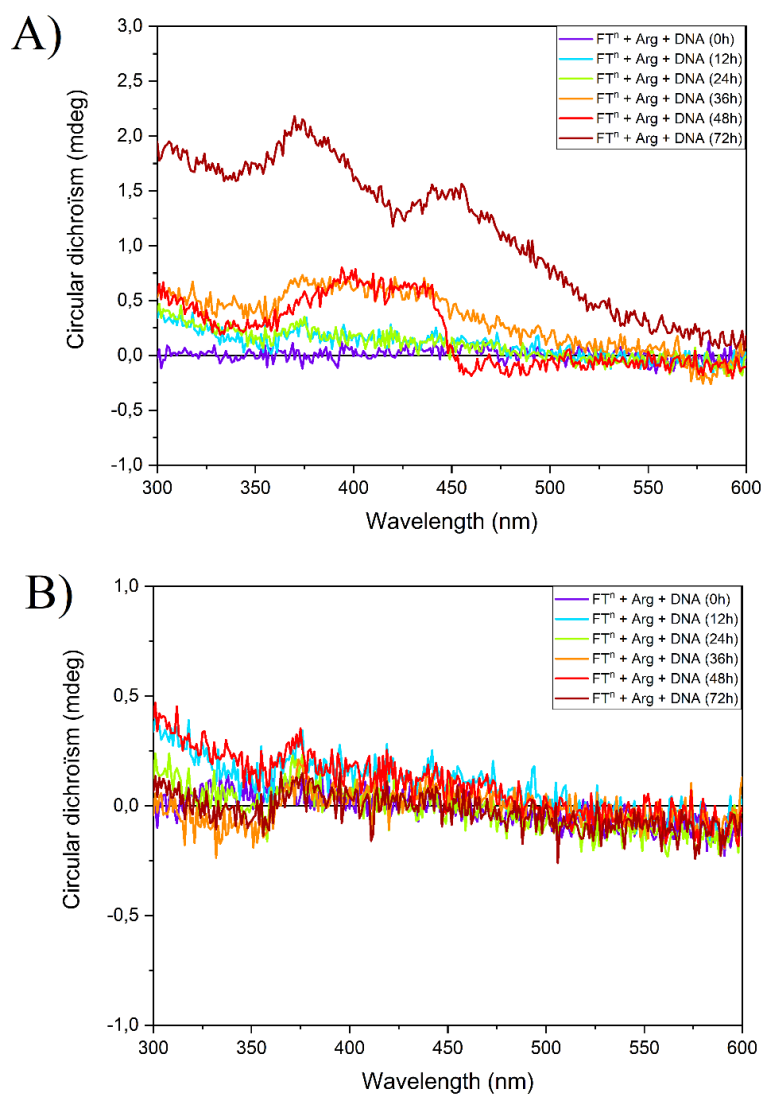 A)
3,0
2,5
2,0
1,5
1,0
0,5
0,0
-0,5
-1,0
Circular dichroïsm (mdeg)
FTⁿ + Arg + DNA (0h)
FTⁿ + Arg + DNA (12h)
FTⁿ + Arg + DNA (24h)
FTⁿ + Arg + DNA (36h)
FTⁿ + Arg + DNA (48h)
FTⁿ + Arg + DNA (72h)
300 350 400 450 500 550 600
Wavelength (nm)
B)
1,0
0,5
0,0
-0,5
-1,0
Circular dichroïsm (mdeg)
FTⁿ + Arg + DNA (0h)
FTⁿ + Arg + DNA (12h)
FTⁿ + Arg + DNA (24h)
FTⁿ + Arg + DNA (36h)
FTⁿ + Arg + DNA (48h)
FTⁿ + Arg + DNA (72h)
300 350 400 450 500 550 600
Wavelength (nm)